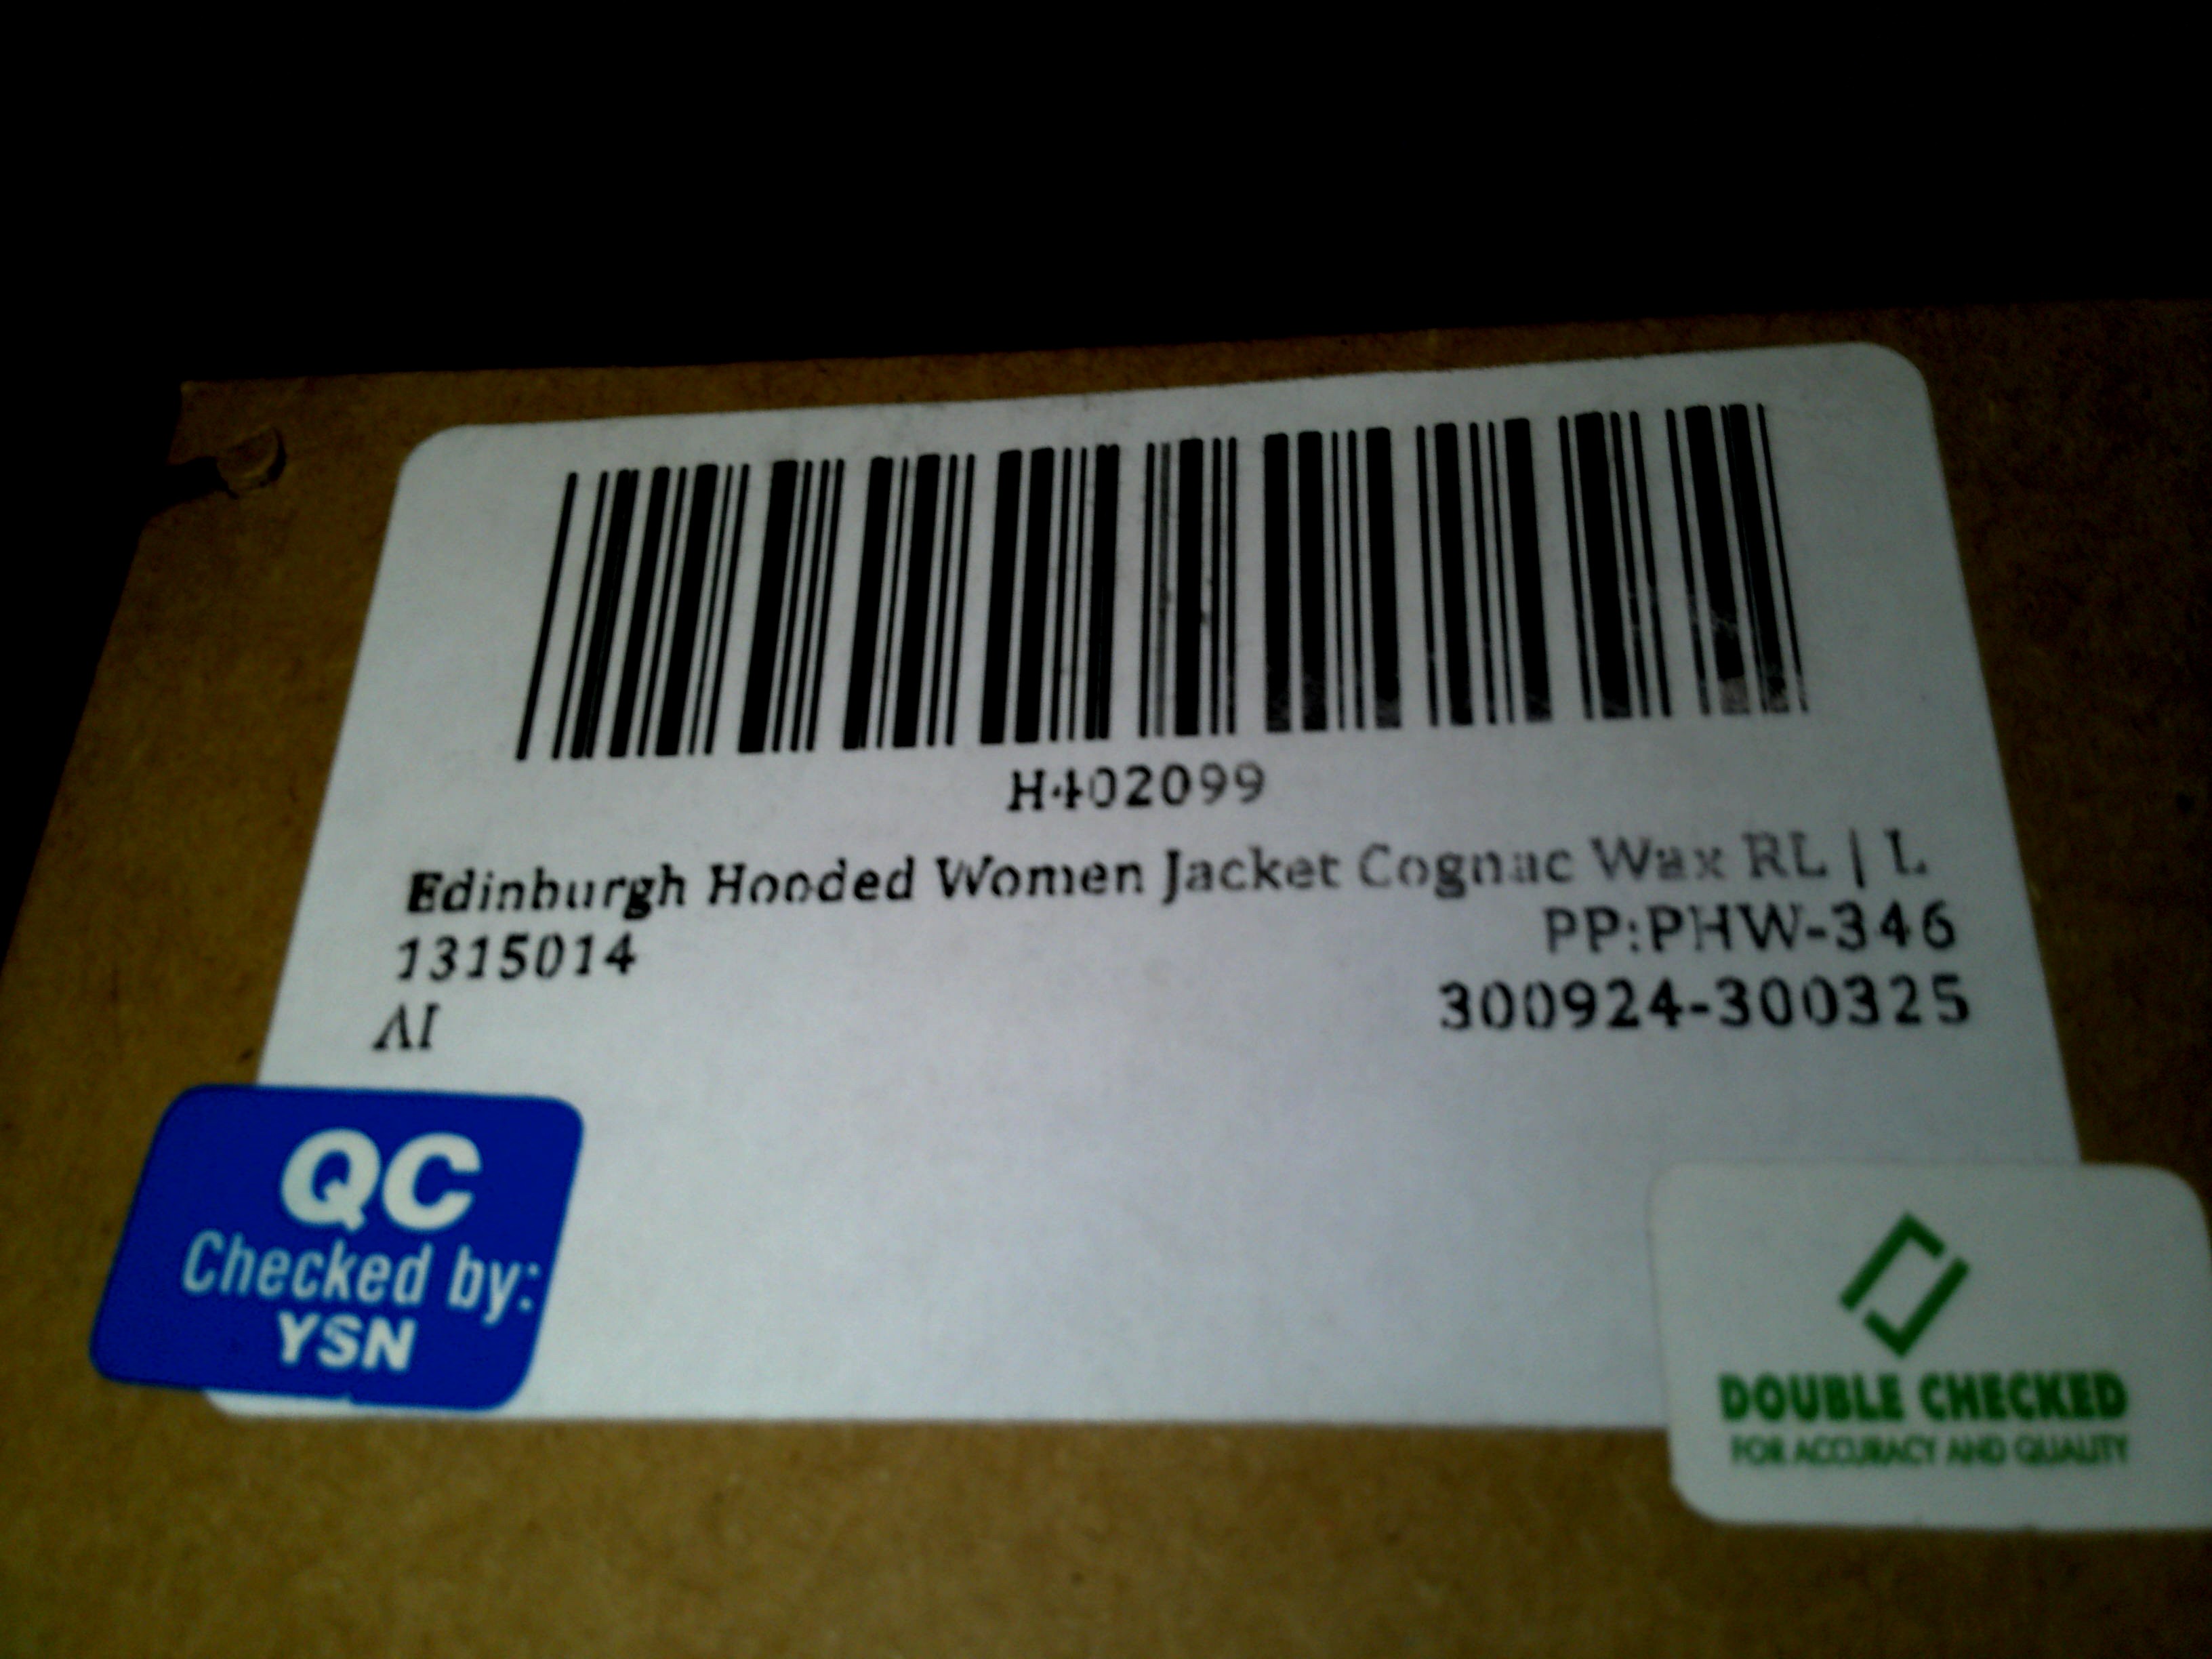 H402099
Edinburgh Hooded Women Jacket Cognac Wax RL | L
1315014
PP:PHW-346
AI
300924-300325
QC
Checked by:
YSN
DOUBLE CHECKED
FOR ACCURACY AND QUALITY